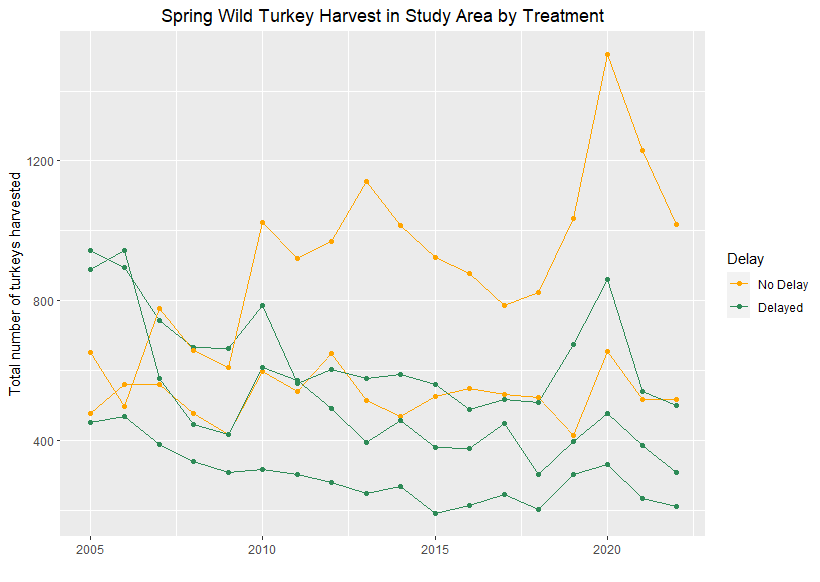 Spring Wild Turkey Harvest in Study Area by Treatment
Total number of turkeys harvested
1200
800
400
2005
2010
2015
2020
Delay
No Delay
Delayed